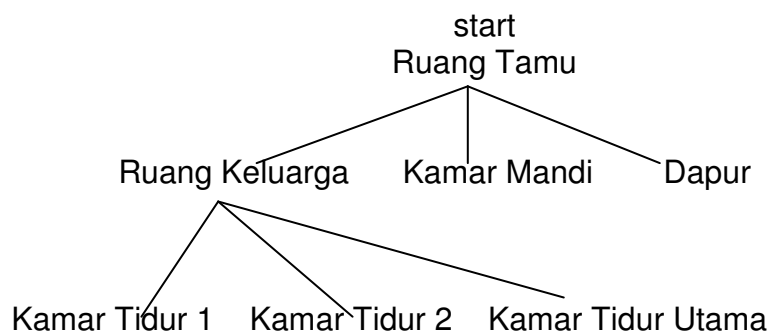 start
Ruang Tamu
Ruang Keluarga Kamar Mandi Dapur
Kamar Tidur 1 Kamar Tidur 2 Kamar Tidur Utama